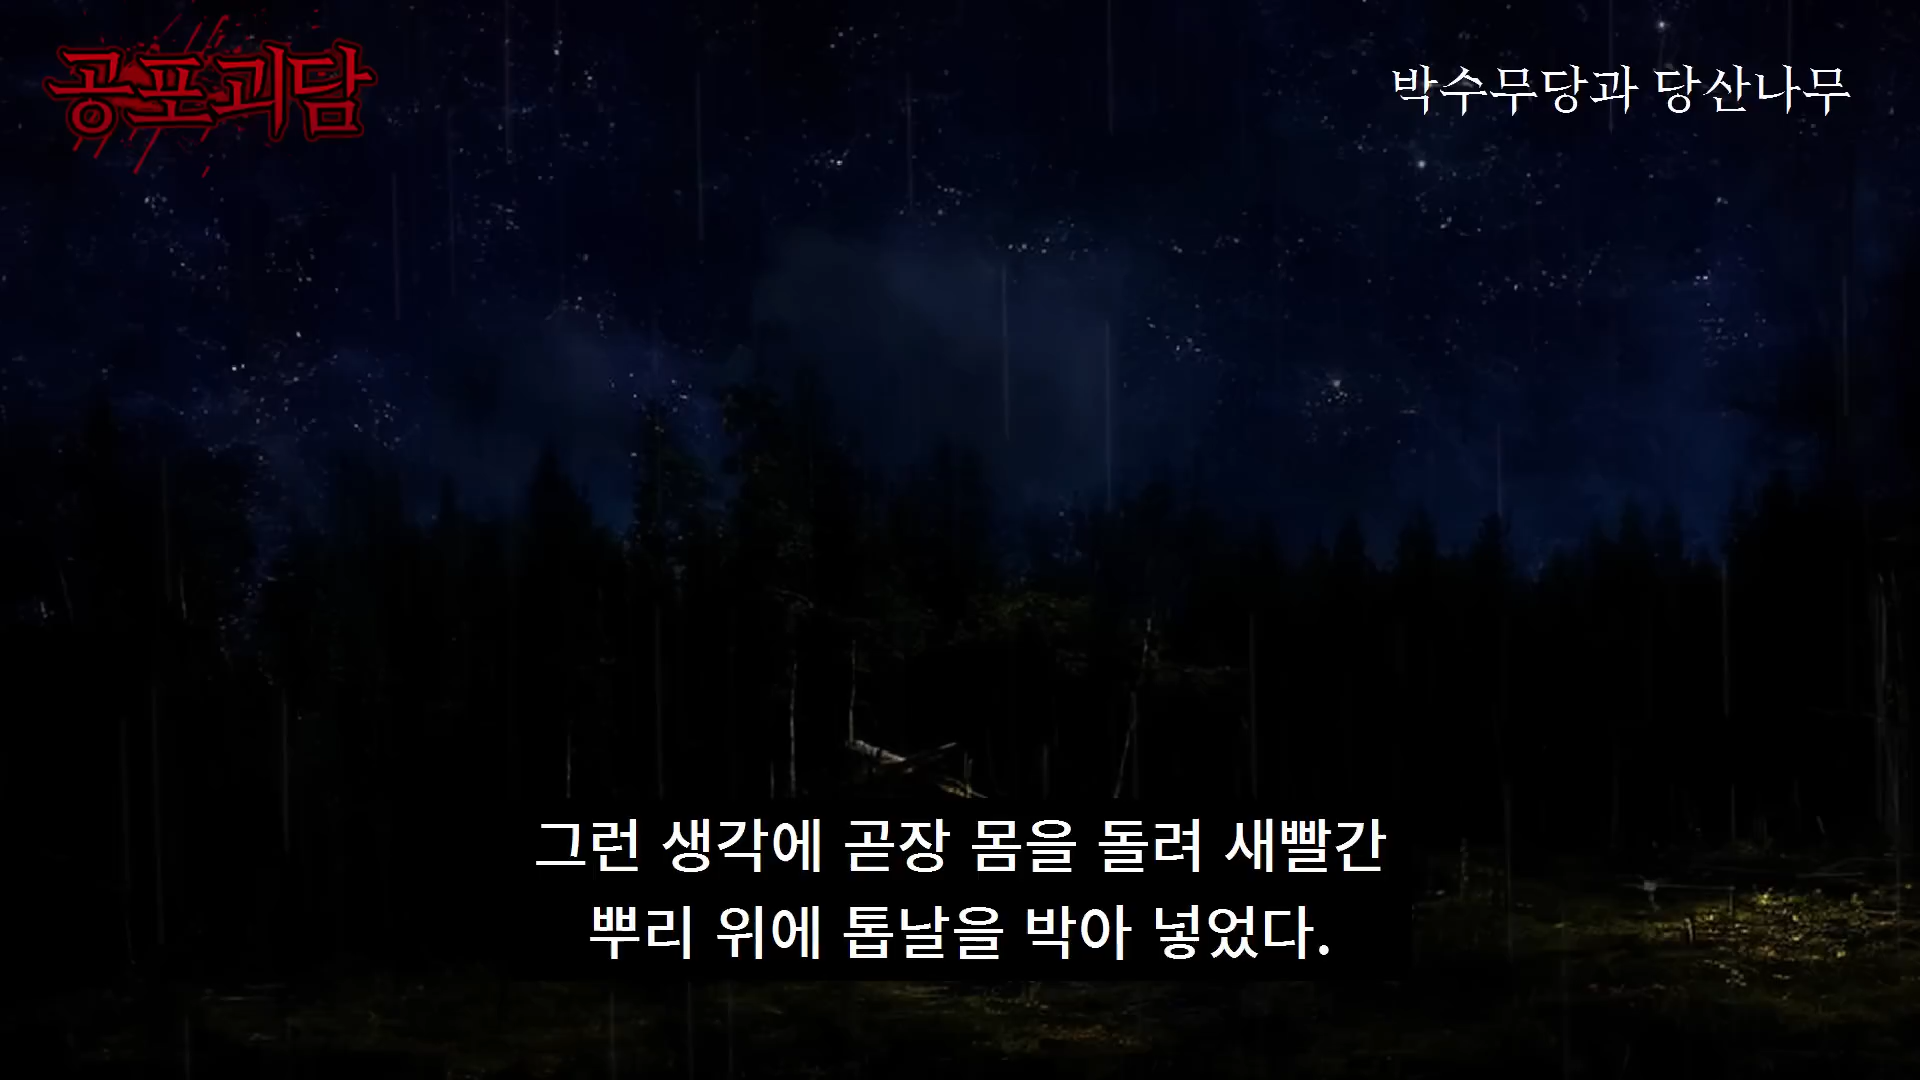 공포괴담
박수무당과 당산나무
그런 생각에 곧장 몸을 돌려 새빨간
뿌리 위에 톱날을 박아 넣었다.